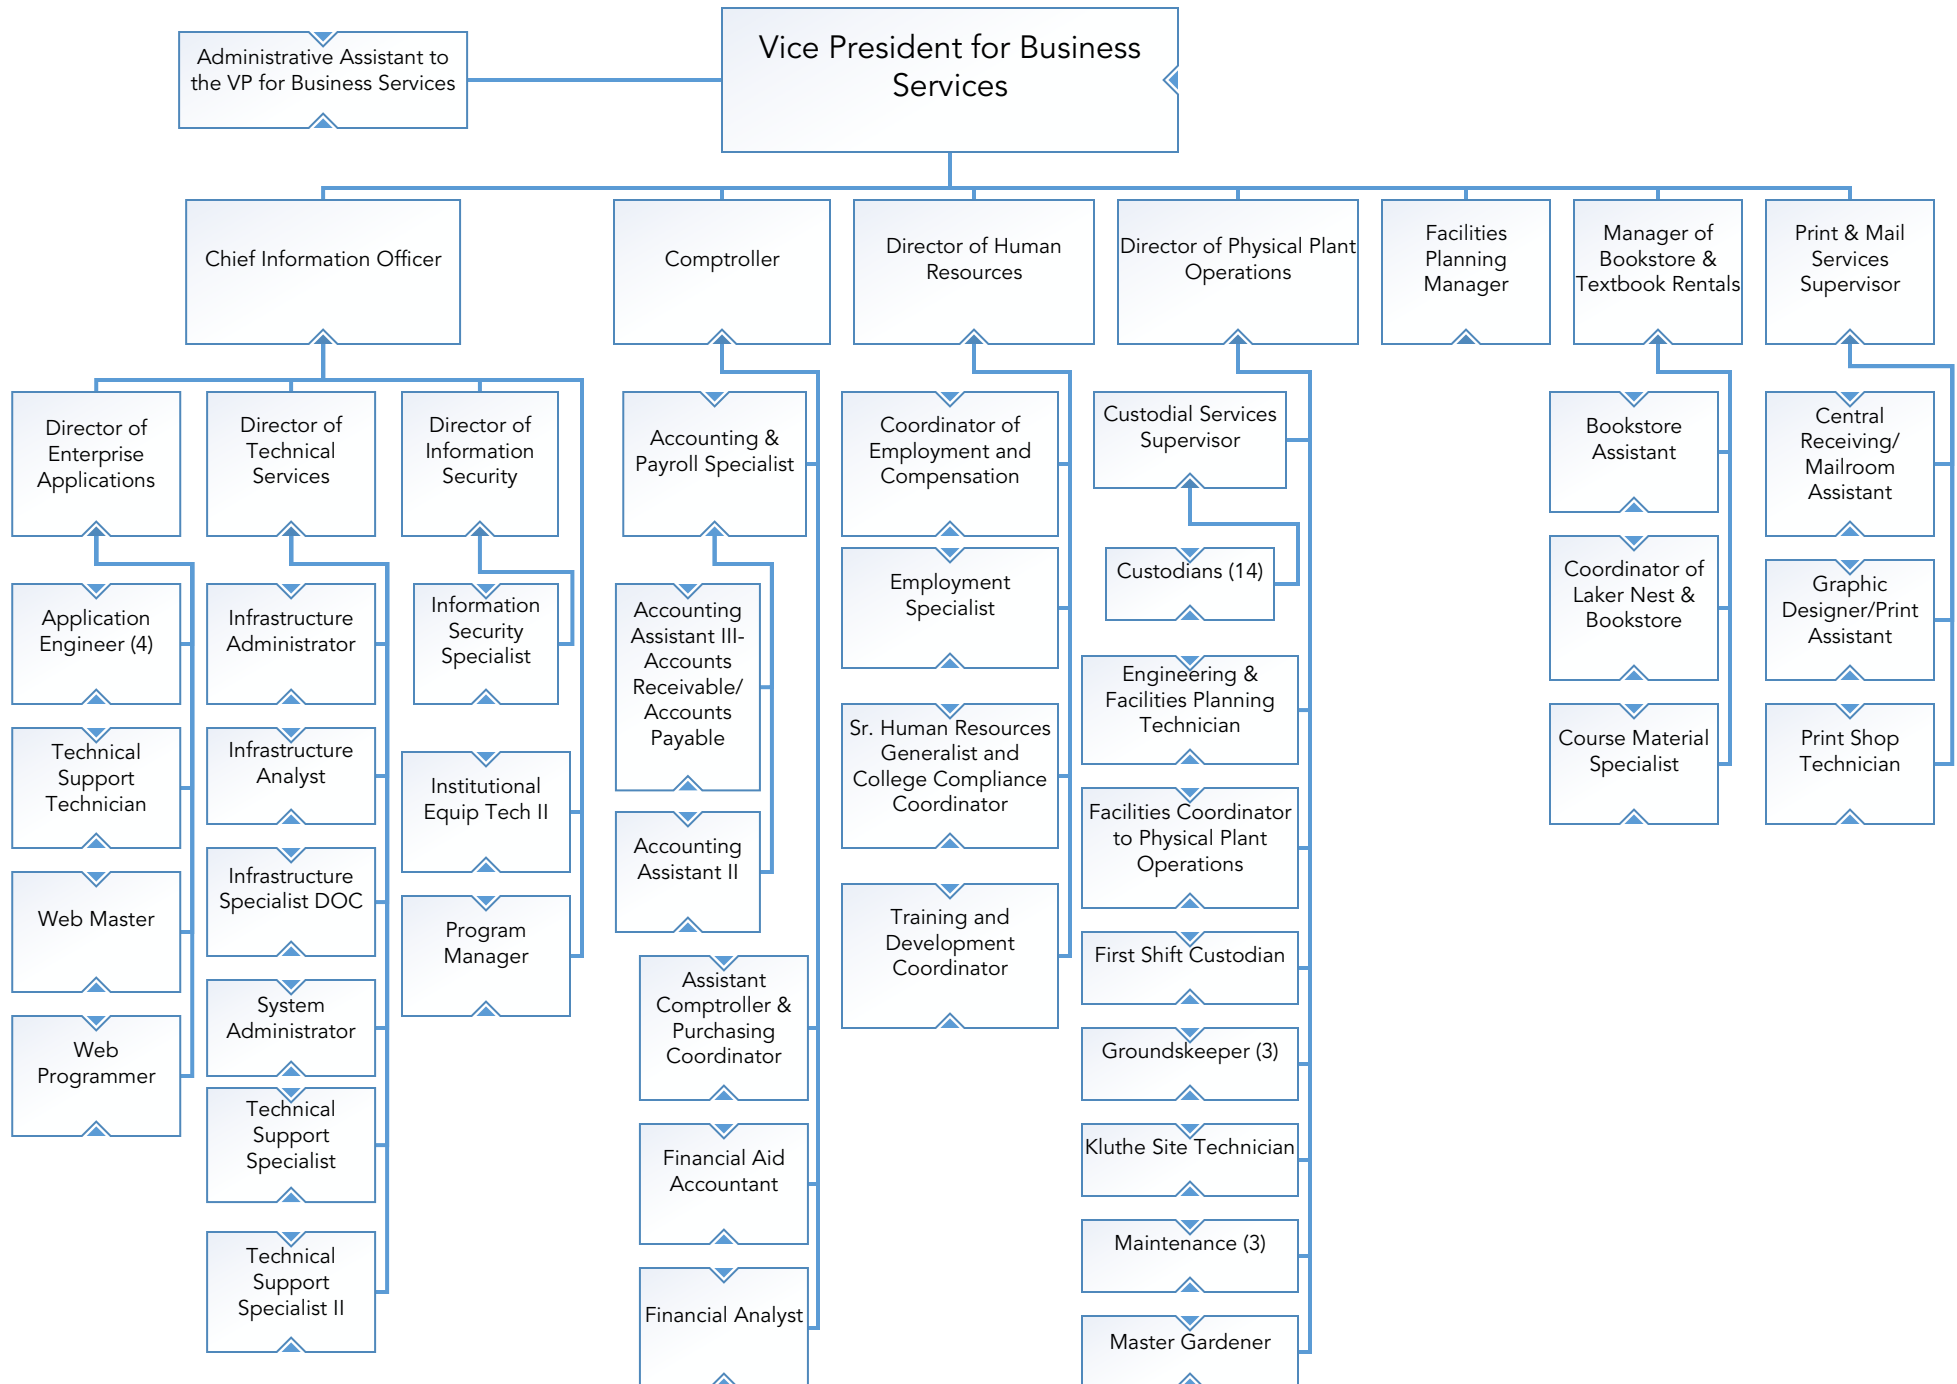 Administrative Assistant to
the VP for Business Services
Vice President for Business
Services
Chief Information Officer
Comptroller
Director of Human
Resources
Director of Physical Plant
Operations
Facilities
Planning
Manager
Manager of
Bookstore &
Textbook Rentals
Print & Mail
Services
Supervisor
Director of
Enterprise
Applications
Application
Engineer (4)
Technical
Support
Technician
Web Master
Web
Programmer
Director of
Technical
Services
Infrastructure
Administrator
Infrastructure
Analyst
Infrastructure
Specialist DOC
System
Administrator
Technical
Support
Specialist
Technical
Support
Specialist II
Director of
Information
Security
Information
Security
Specialist
Institutional
Equip Tech II
Program
Manager
Accounting &
Payroll Specialist
Accounting
Assistant III-
Accounts
Receivable/
Accounts
Payable
Accounting
Assistant II
Assistant
Comptroller &
Purchasing
Coordinator
Financial Aid
Accountant
Financial Analyst
Coordinator of
Employment and
Compensation
Employment
Specialist
Sr. Human Resources
Generalist and
College Compliance
Coordinator
Training and
Development
Coordinator
Custodial Services
Supervisor
Custodians (14)
Engineering &
Facilities Planning
Technician
Facilities Coordinator
to Physical Plant
Operations
First Shift Custodian
Groundskeeper (3)
Kluthe Site Technician
Maintenance (3)
Master Gardener
Bookstore
Assistant
Coordinator of
Laker Nest &
Bookstore
Course Material
Specialist
Central
Receiving/
Mailroom
Assistant
Graphic
Designer/Print
Assistant
Print Shop
Technician